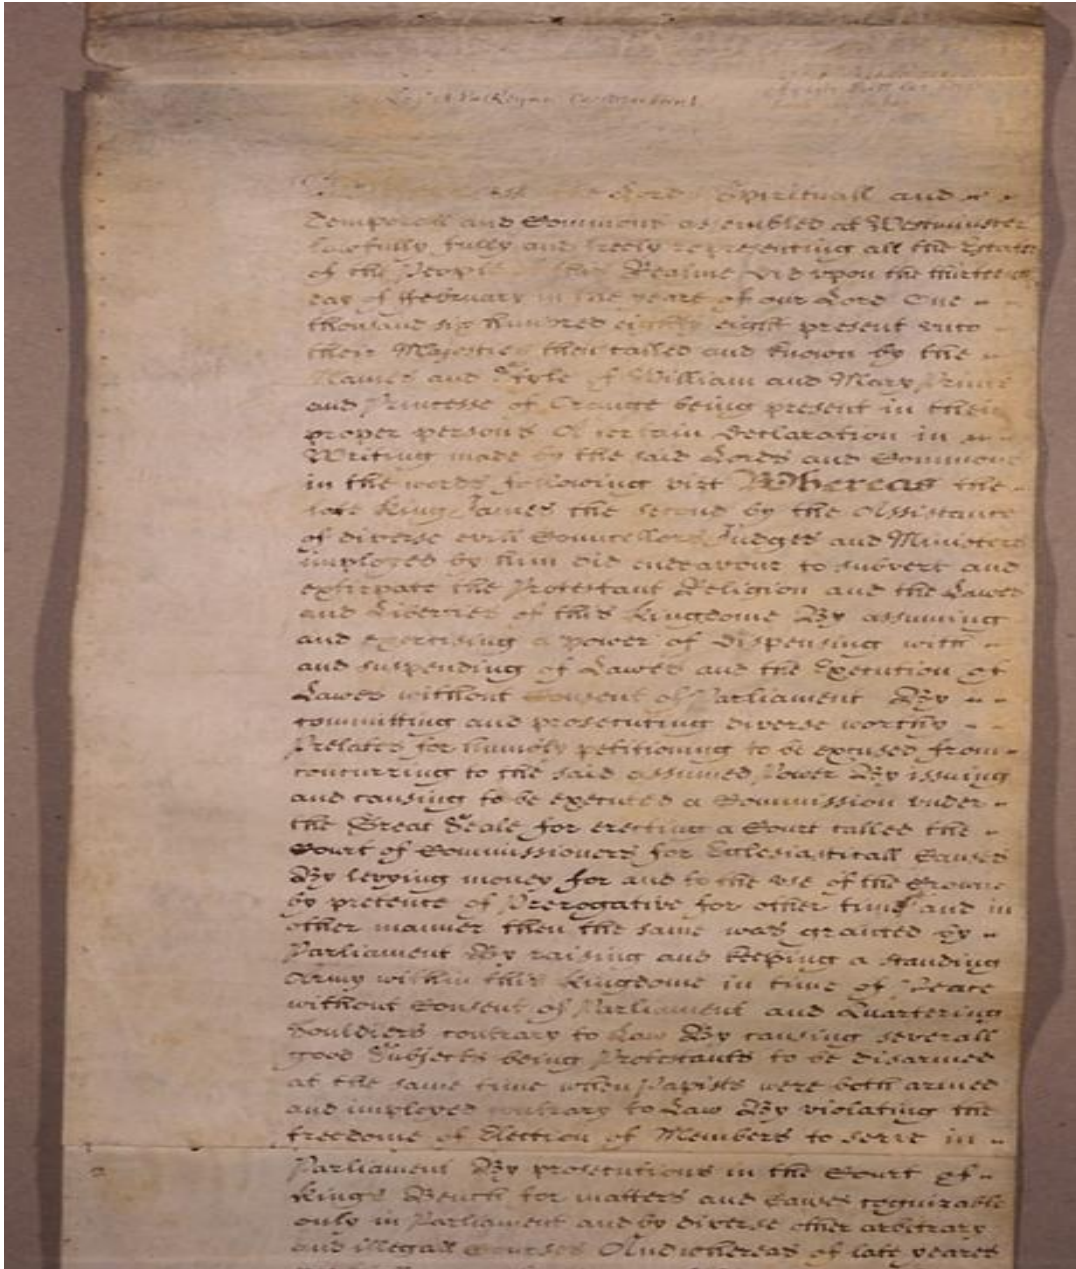 Lords Spirituall and
Temporall and Commons assembled at Westminster
lawfully fully and freely representing all the Estates
of the People this Realme did upon the thirteenth
day of February in the yeare of our Lord One
thousand six hundred eighty eight present unto
their Majesties then called and known by the
Names and Style of William and Mary Prince
and Princesse of Orange being present in their
proper persons A certain Declaration in
Writing made by the said Lords and Commons
in the words following vizt Whereas the
late King James the Second by the Assistance
of diverse evill Councellors Judges and Ministers
imployed by him did endeavour to subvert and
extirpate the Protestant Religion and the Lawes
and Liberties of this Kingdome By assuming
and exercising a Power of Dispensing with
and suspending of Lawes and the Execution of
Lawes without Consent of Parliament By
committing and prosecuting diverse worthy
Prelates for humbly petitioning to be excused from
concurring to the said assumed Power By issuing
and causing to be executed a Commission under
the Great Seale for erecting a Court called the
Court of Commissioners for Ecclesiasticall Causes
By levying money for and to the use of the Crowne
by pretence of Prerogative for other time and in
other manner then the same was granted by
Parliament By raising and keeping a standing
Army within this Kingdome in time of Peace
without Consent of Parliament and Quartering
Souldiers contrary to Law By causing severall
good Subjects being Protestants to be disarmed
at the same time when Papists were both armed
and imployed contrary to Law By violating the
freedome of Election of Members to serve in
Parliament By prosecutions in the Court of
Kings Bench for matters and Causes cognizable
only in Parliament and by diverse other arbitrary
and illegall Courses And whereas of late yeares